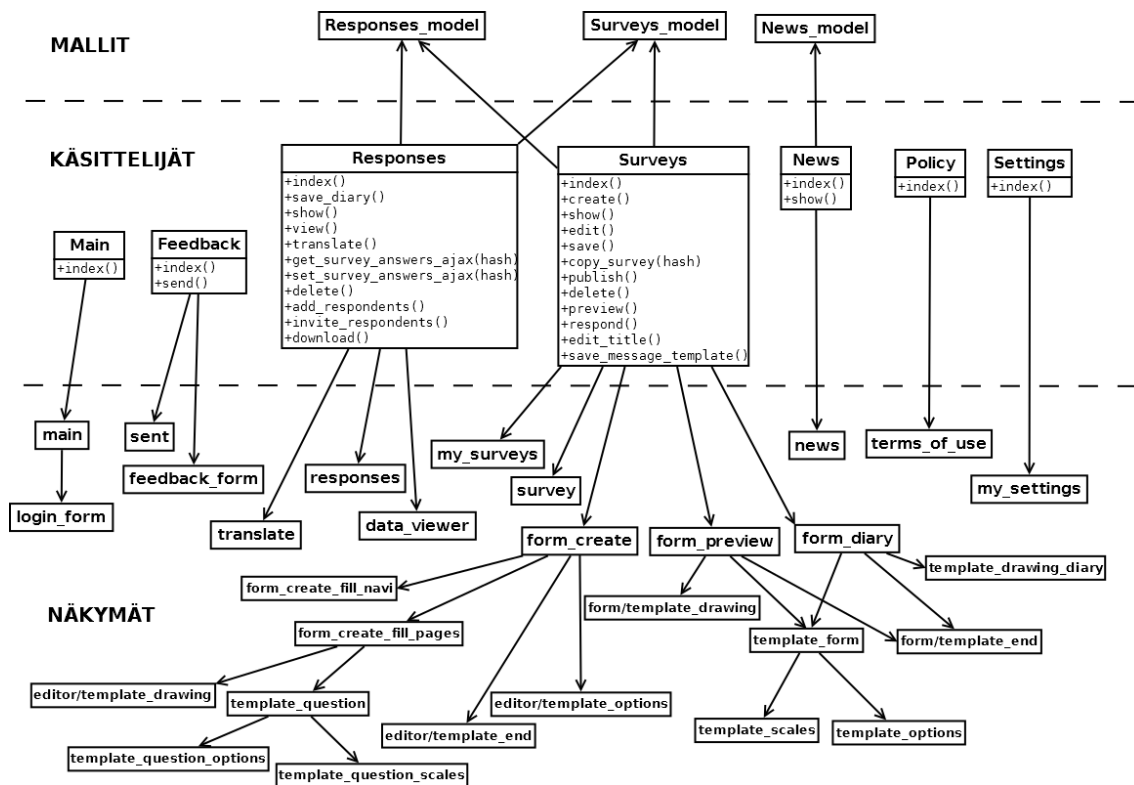 MALLIT
Responses_model
Surveys_model
News_model
KÄSITTELIJÄT
Main
+index()
Feedback
+index()
+send()
Responses
+index()
+save_diary()
+show()
+view()
+translate()
+get_survey_answers_ajax(hash)
+set_survey_answers_ajax(hash)
+delete()
+add_respondents()
+invite_respondents()
+download()
Surveys
+index()
+create()
+show()
+edit()
+save()
+copy_survey(hash)
+publish()
+delete()
+preview()
+respond()
+edit_title()
+save_message_template()
News
+index()
+show()
Policy
+index()
Settings
+index()
main
login_form
sent
feedback_form
translate
responses
data_viewer
my_surveys
survey
form_create
form_preview
form_diary
news
terms_of_use
my_settings
NÄKYMÄT
form_create_fill_navi
form_create_fill_pages
editor/template_drawing
template_question
template_question_options
template_question_scales
editor/template_end
editor/template_options
form/template_drawing
template_form
form/template_end
template_drawing_diary
template_scales
template_options